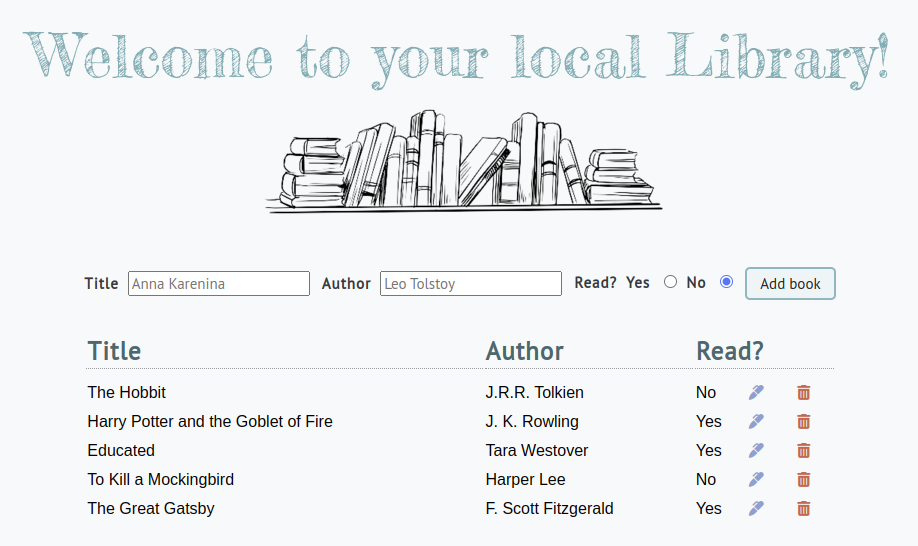 Welcome to your local Library!
Title Anna Karenina Author Leo Tolstoy Read? Yes No Add book
Title Author Read?
The Hobbit J.R.R. Tolkien No
Harry Potter and the Goblet of Fire J. K. Rowling Yes
Educated Tara Westover Yes
To Kill a Mockingbird Harper Lee No
The Great Gatsby F. Scott Fitzgerald Yes